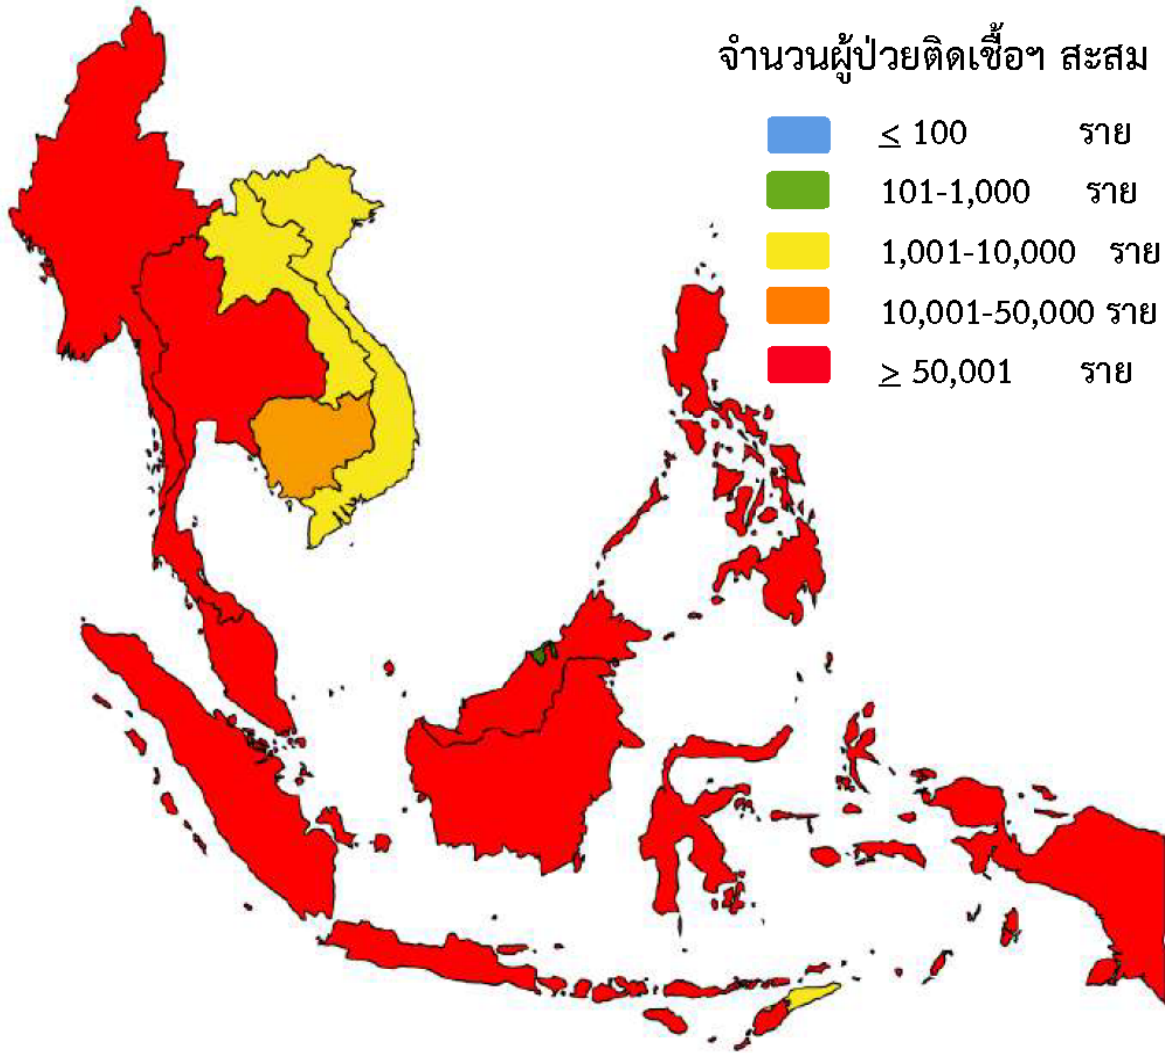 จำนวนผู้ป่วยติดเชื้อฯ สะสม
≤ 100 ราย
101-1,000 ราย
1,001-10,000 ราย
10,001-50,000 ราย
≥ 50,001 ราย